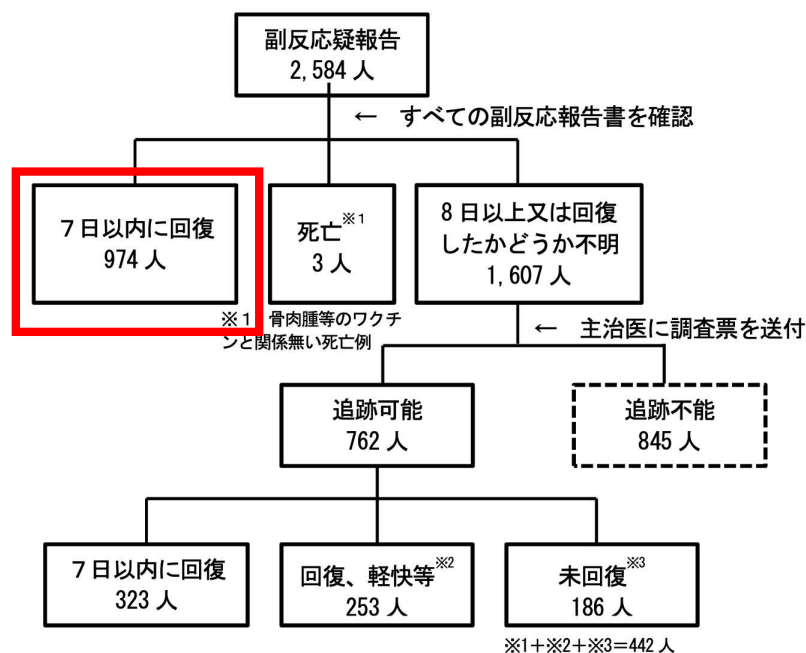 副反応疑報告
2,584 人
← すべての副反応報告書を確認
7日以内に回復
974 人
死亡※1
3 人
8日以上又は回復
したかどうか不明
1,607 人
※1 骨肉腫等のワクチ
ンと関係無い死亡例
← 主治医に調査票を送付
追跡可能
762 人
追跡不能
845 人
7日以内に回復
323 人
回復、軽快等※2
253 人
未回復※3
186 人
※1+※2+※3=442 人